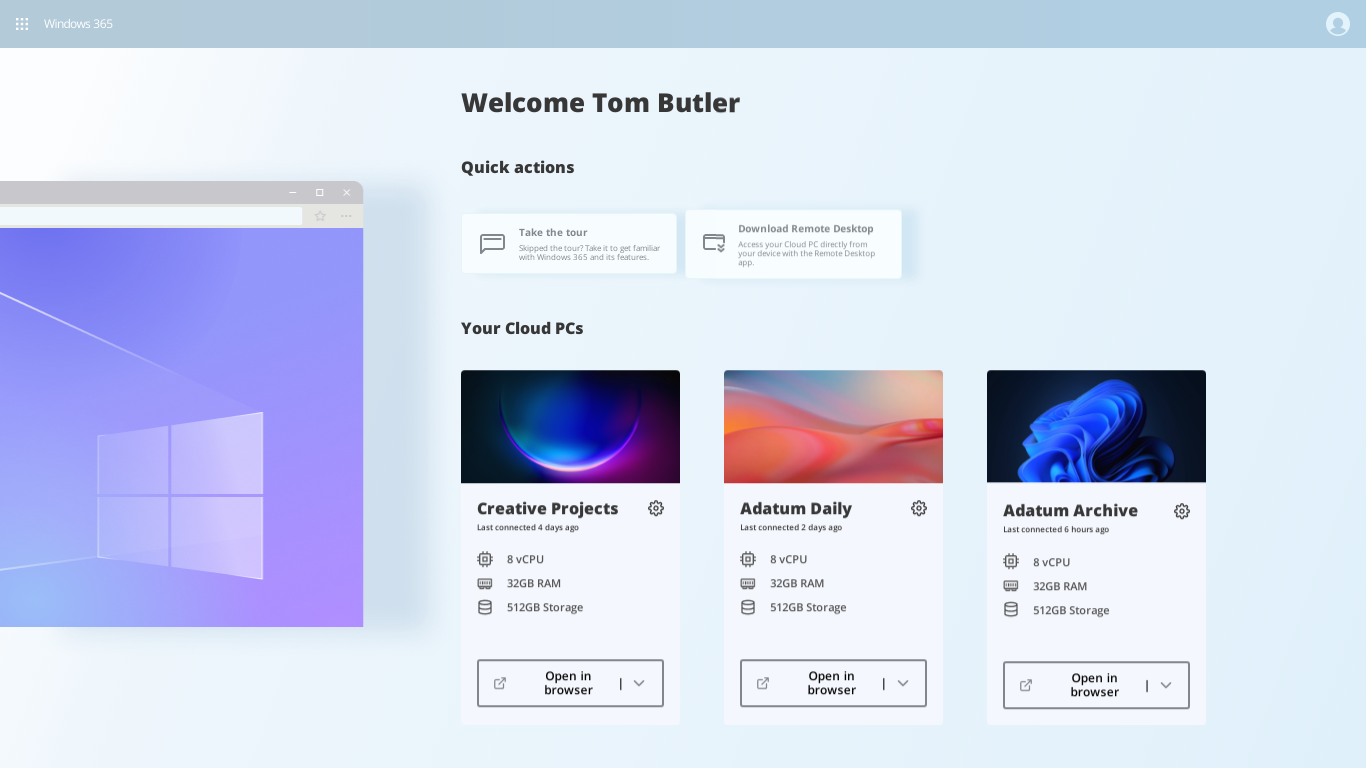 Windows 365
Welcome Tom Butler
Quick actions
Take the tour
Skipped the tour? Take it to get familiar
with Windows 365 and its features.
Download Remote Desktop
Access your Cloud PC directly from
your device with the Remote Desktop
app.
Your Cloud PCs
Creative Projects
Last connected 4 days ago
8 vCPU
32GB RAM
512GB Storage
Open in
browser
Adatum Daily
Last connected 2 days ago
8 vCPU
32GB RAM
512GB Storage
Open in
browser
Adatum Archive
Last connected 6 hours ago
8 vCPU
32GB RAM
512GB Storage
Open in
browser